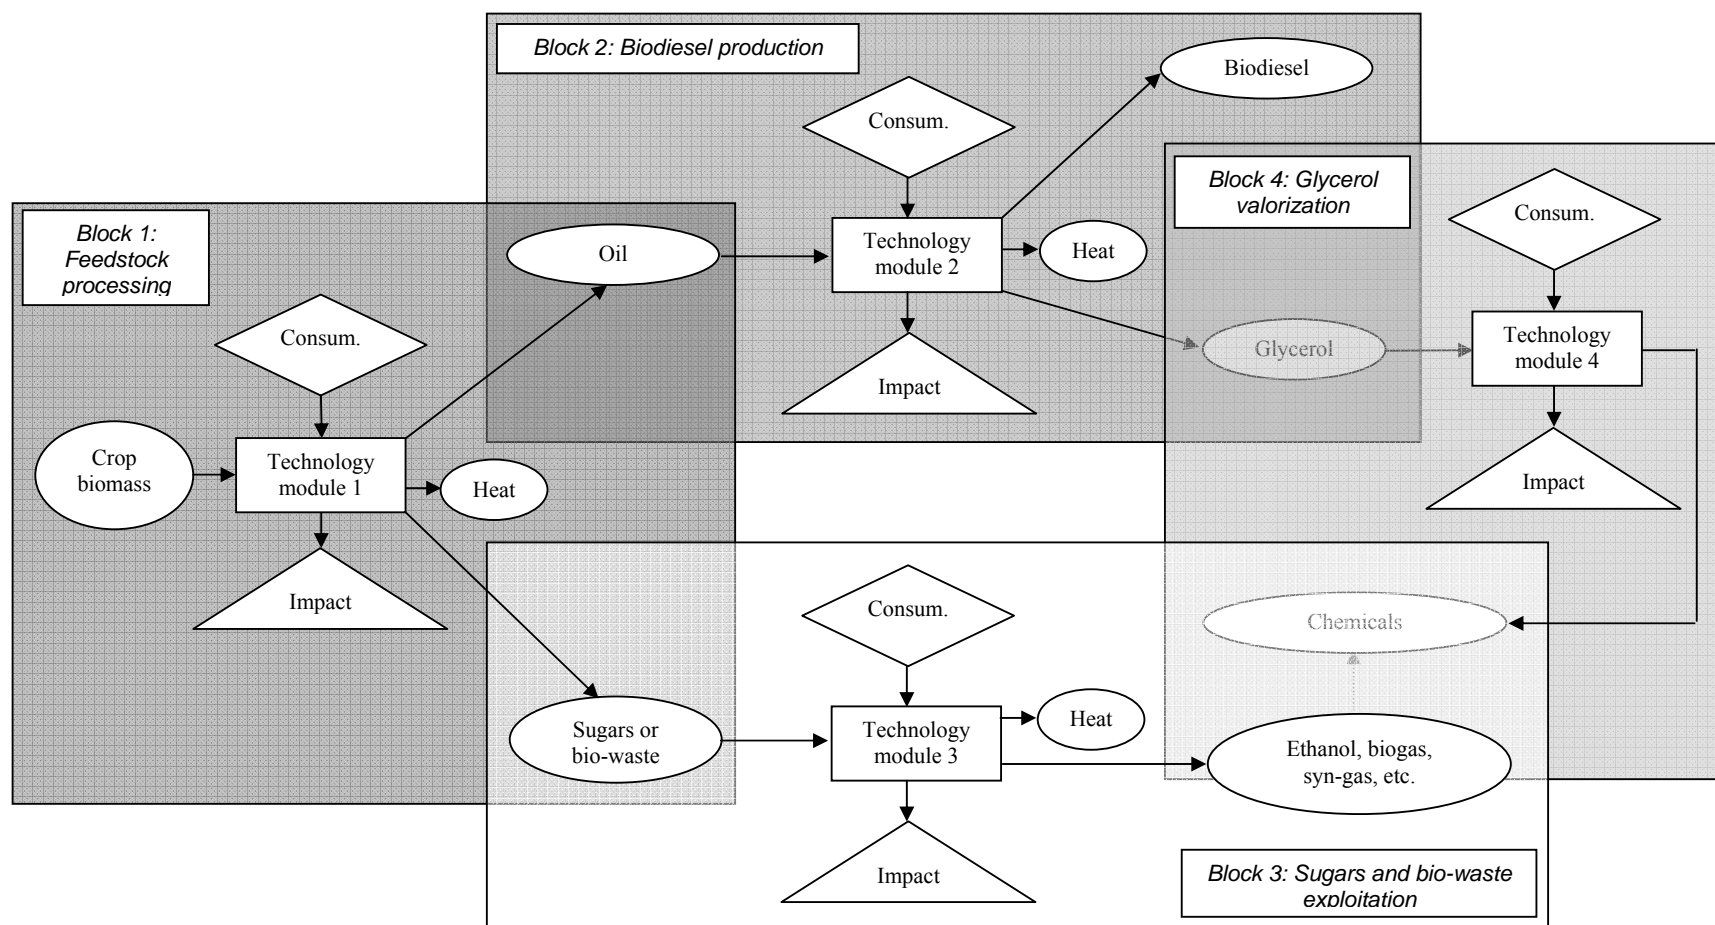 Block 2: Biodiesel production
Biodiesel
Consum.
Block 4: Glycerol
valorization
Consum.
Block 1:
Feedstock
processing
Oil
Technology
module 2
Heat
Consum.
Glycerol
Technology
module 4
Impact
Crop
biomass
Technology
module 1
Heat
Impact
Impact
Consum.
Chemicals
Sugars or
bio-waste
Technology
module 3
Heat
Ethanol, biogas,
syn-gas, etc.
Impact
Block 3: Sugars and bio-waste
exploitation